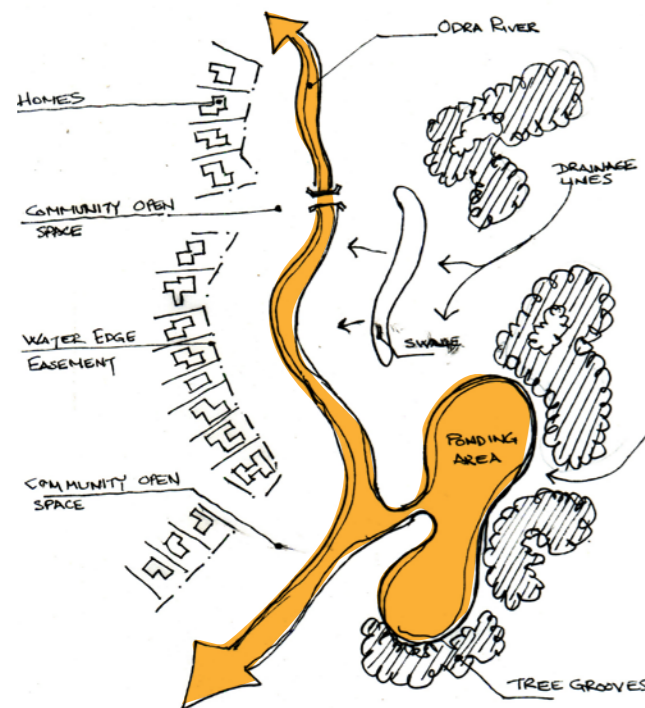 ODRA RIVER
HOMES
DRAINAGE
LINES
COMMUNITY OPEN
SPACE
WATER EDGE
EASEMENT
SWALE
PONDING
AREA
COMMUNITY OPEN
SPACE
TREE GROOVES